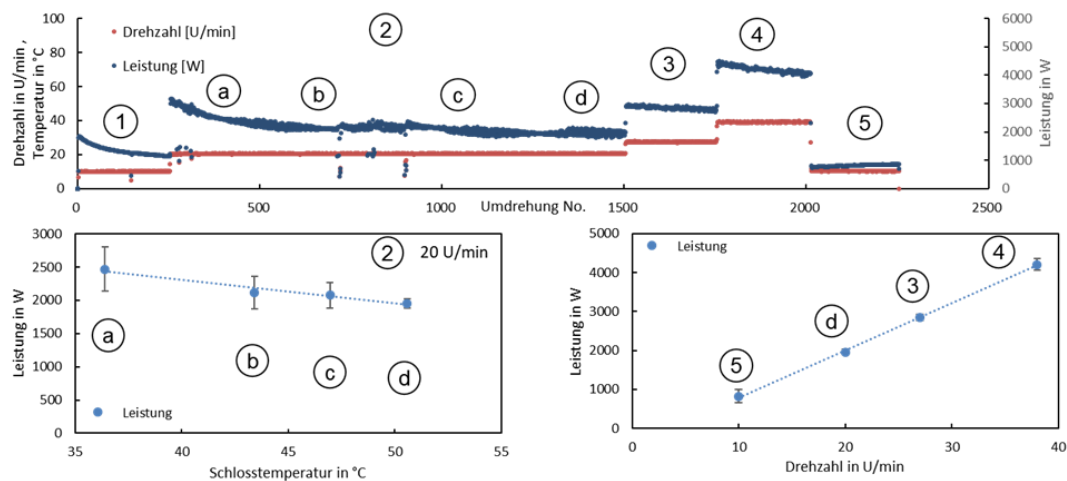 Drehzahl in U/min ,
Temperatur in °C
100
80
60
40
20
0
Drehzahl [U/min]
Leistung [W]
1
a
b
2
c
d
3
4
5
6000
5000
4000
3000
2000
1000
0
Leistung in W
0
500
1000
1500
2000
2500
Umdrehung No.
Leistung in W
3000
2500
2000
1500
1000
500
0
2
20 U/min
a
b
c
d
Leistung
35
40
45
50
55
Schlosstemperatur in °C
Leistung in W
5000
4000
3000
2000
1000
0
Leistung
5
d
3
4
0
10
20
30
40
Drehzahl in U/min